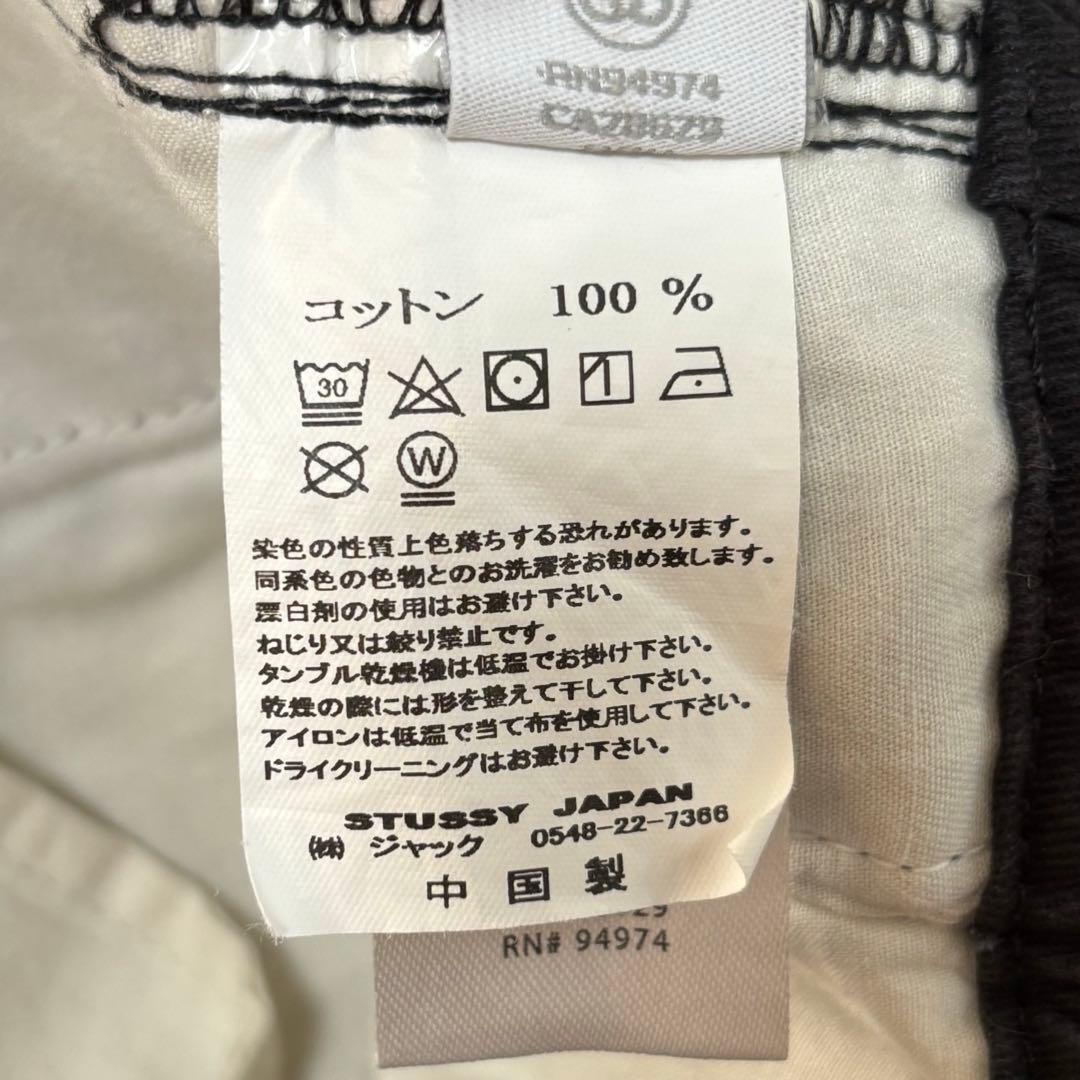 RN94974
コットン 100 %
30
W
染色の性質上色落ちする恐れがあります。
同系色の色物とのお洗濯をお勧め致します。
漂白剤の使用はお避け下さい。
ねじり又は絞り禁止です。
タンブル乾燥機は低温でお掛け下さい。
乾燥の際には形を整えて干して下さい。
アイロンは低温で当て布を使用して下さい。
ドライクリーニングはお避け下さい。
STUSSY JAPAN
㈱ ジャック 0548-22-7366
中国製
RN# 94974